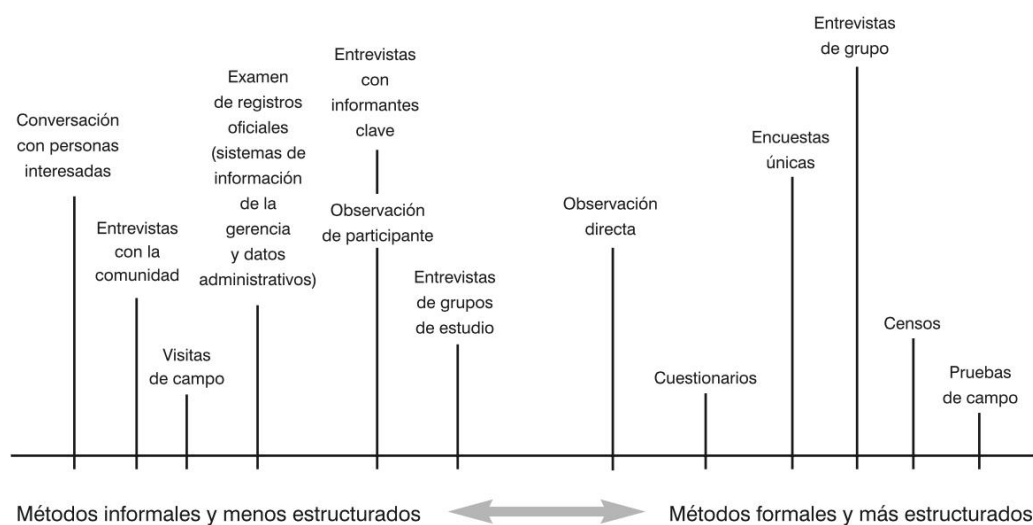 Conversación
con personas
interesadas
Entrevistas
con la
comunidad
Visitas
de campo
Examen
de registros
oficiales
(sistemas de
información
de la
gerencia
y datos
administrativos)
Entrevistas
con
informantes
clave
Observación
de participante
Entrevistas
de grupos
de estudio
Observación
directa
Cuestionarios
Encuestas
únicas
Entrevistas
de grupo
Censos
Pruebas
de campo
Métodos informales y menos estructurados
Métodos formales y más estructurados